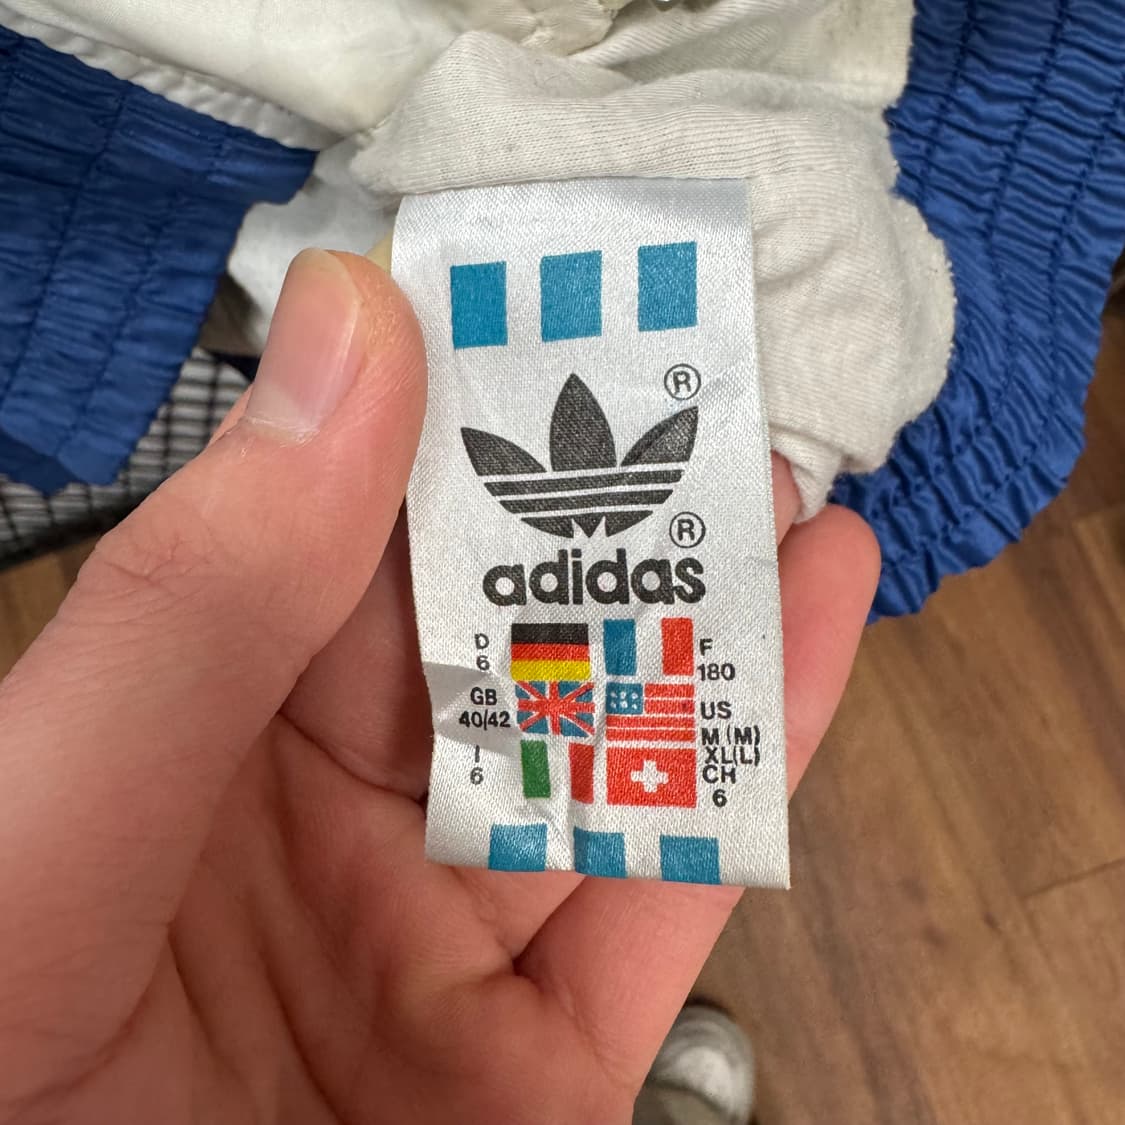 ®
®
adidas
D
6
F
180
GB
40/42
US
M (M)
XL(L)
I
6
CH
6